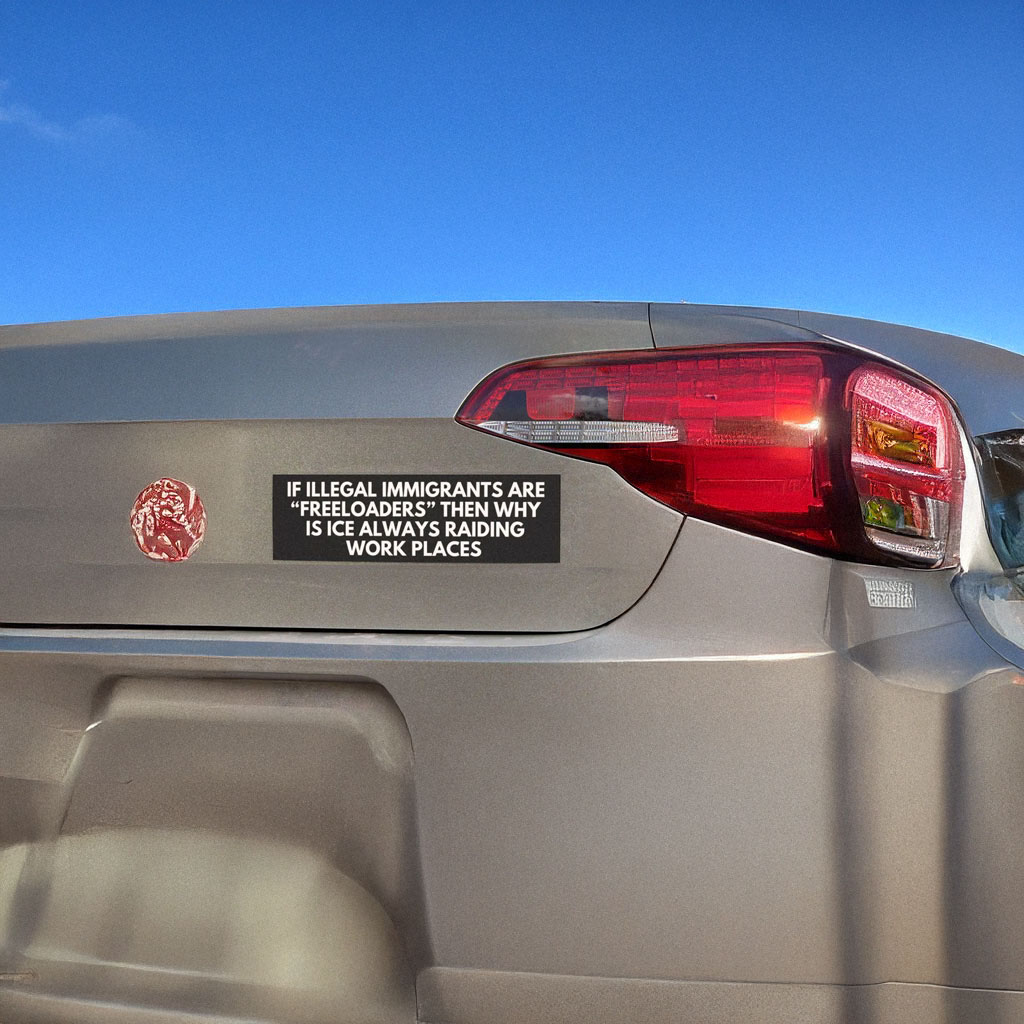 IF ILLEGAL IMMIGRANTS ARE
“FREELOADERS” THEN WHY
IS ICE ALWAYS RAIDING
WORK PLACES